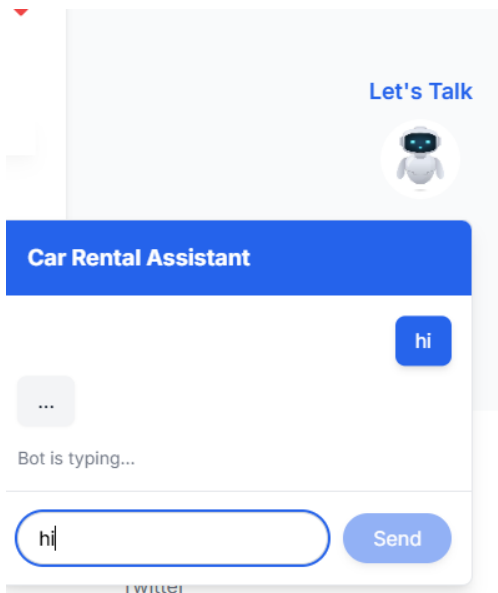 Let's Talk
Car Rental Assistant
hi
...
Bot is typing...
hi
Send
Twitter